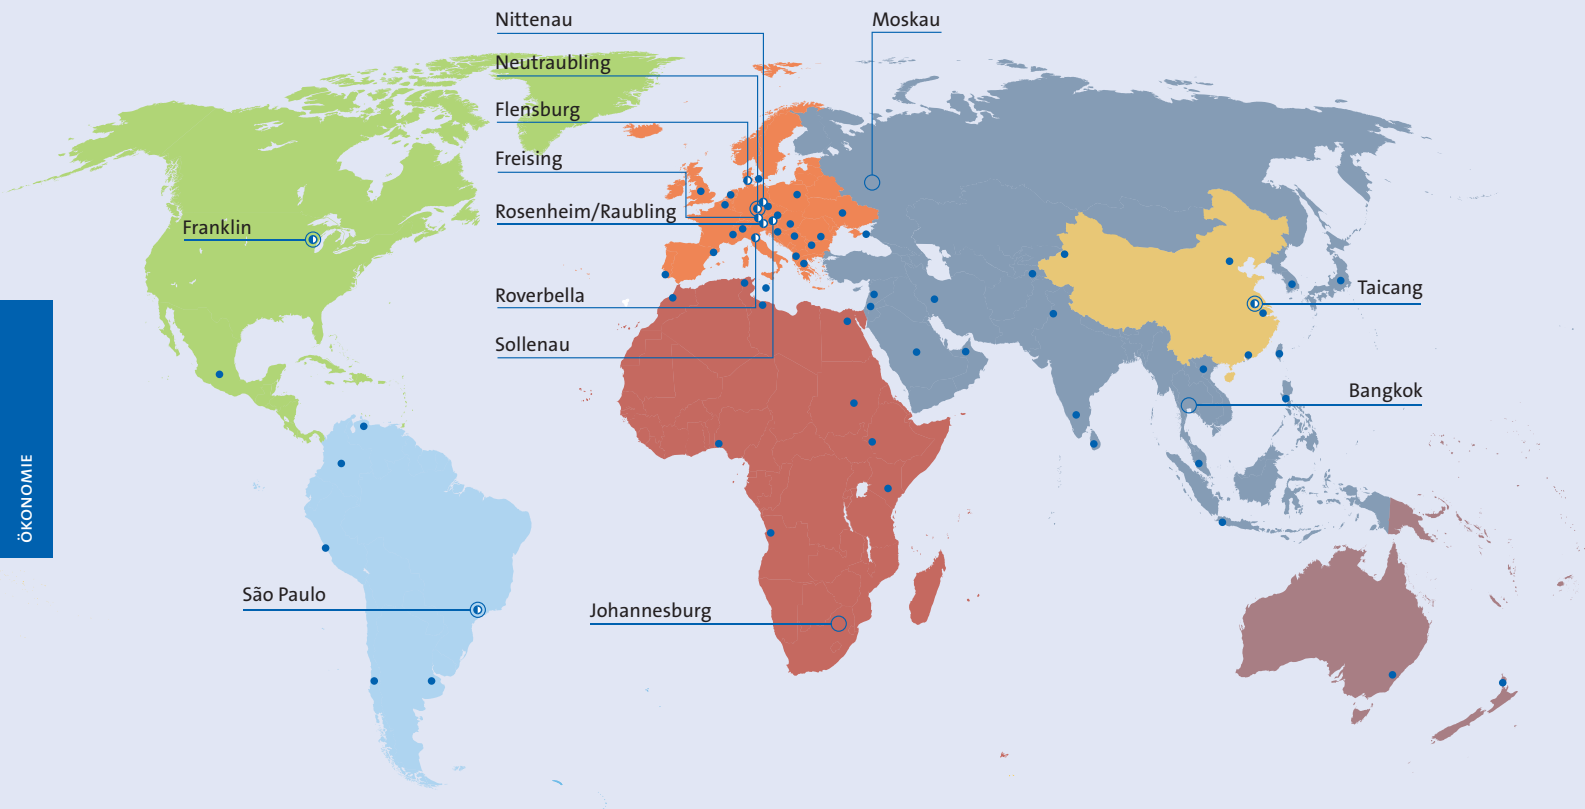 Nittenau
Moskau
Neutraubling
Flensburg
Freising
Rosenheim/Raubling
Franklin
Roverbella
Taicang
Sollenau
Bangkok
ÖKONOMIE
São Paulo
Johannesburg